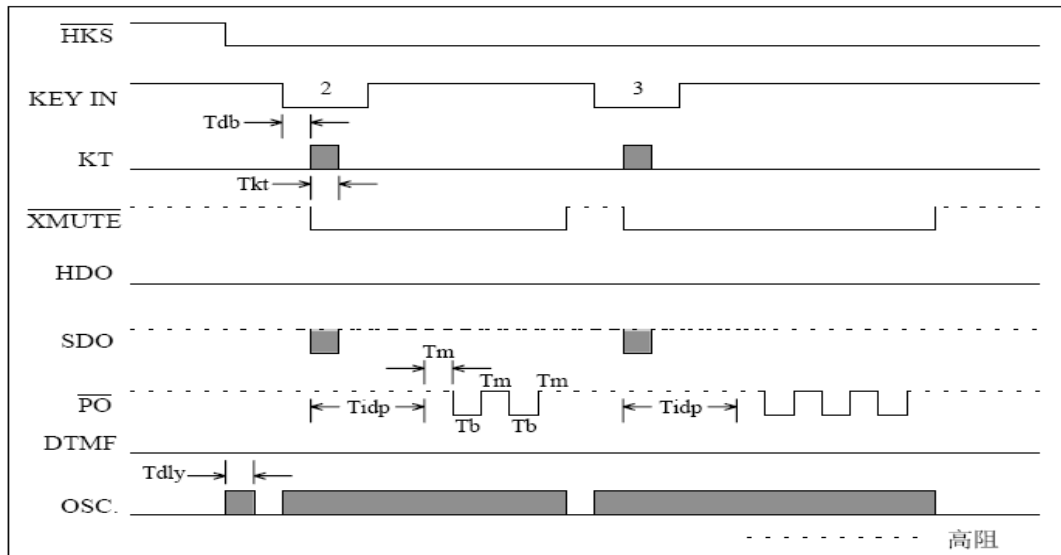 HKS
KEY IN 2 3
Tdb
KT
Tkt
XMUTE
HDO
SDO
Tm Tm Tm
PO Tidp Tb Tb Tidp
DTMF
Tdly
OSC.
高阻